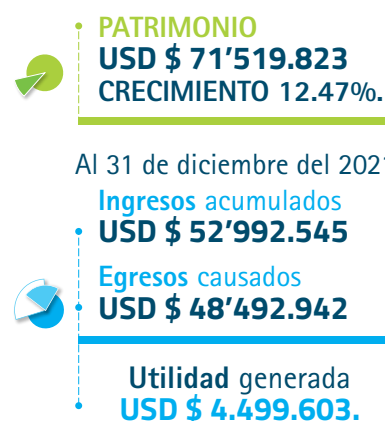 PATRIMONIO
USD $ 71’519.823
CRECIMIENTO 12.47%.
Al 31 de diciembre del 2021
Ingresos acumulados
USD $ 52’992.545
Egresos causados
USD $ 48’492.942
Utilidad generada
USD $ 4.499.603.